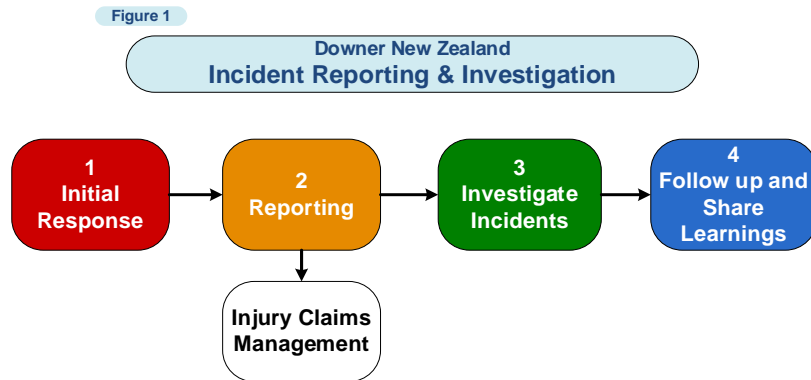 Figure 1
Downer New Zealand
Incident Reporting & Investigation
1
Initial
Response
2
Reporting
3
Investigate
Incidents
4
Follow up and
Share
Learnings
Injury Claims
Management